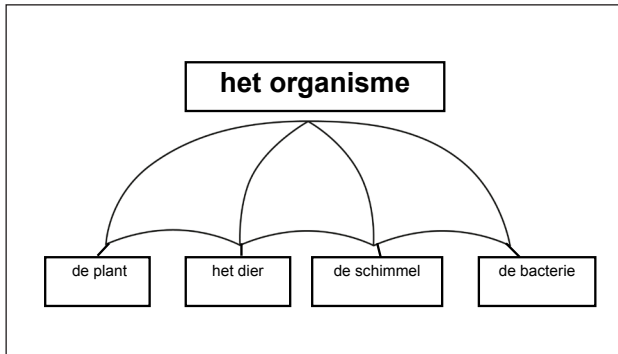 het organisme
de plant
het dier
de schimmel
de bacterie